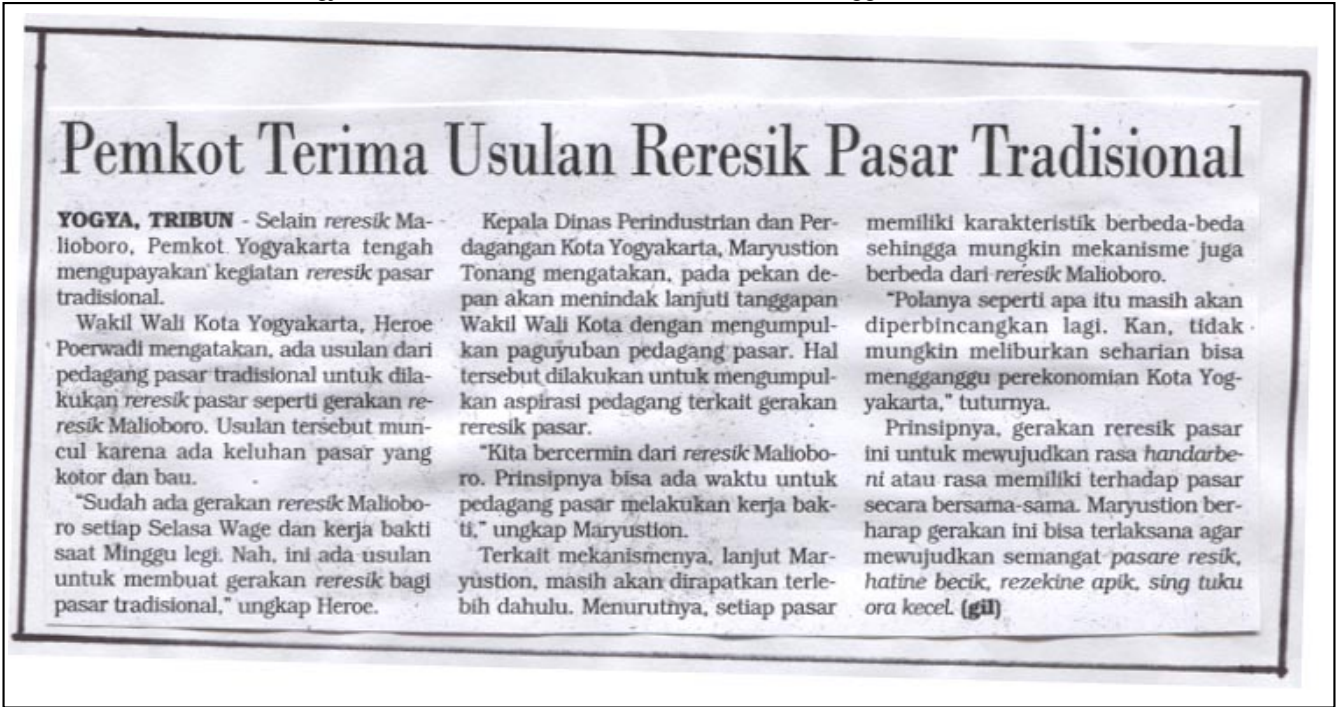 Pemkot Terima Usulan Reresik Pasar Tradisional
YOGYA, TRIBUN - Selain reresik Ma-
lioboro, Pemkot Yogyakarta tengah
mengupayakan kegiatan reresik pasar
tradisional.
Wakil Wali Kota Yogyakarta, Heroe
Poerwadi mengatakan, ada usulan dari
pedagang pasar tradisional untuk dila-
kukan reresik pasar seperti gerakan re-
resik Malioboro. Usulan tersebut mun-
cul karena ada keluhan pasar yang
kotor dan bau.
"Sudah ada gerakan reresik Maliobo-
ro setiap Selasa Wage dan kerja bakti
saat Minggu legi. Nah, ini ada usulan
untuk membuat gerakan reresik bagi
pasar tradisional," ungkap Heroe.
Kepala Dinas Perindustrian dan Per-
dagangan Kota Yogyakarta, Maryustion
Tonang mengatakan, pada pekan de-
pan akan menindak lanjuti tanggapan
Wakil Wali Kota dengan mengumpul-
kan paguyuban pedagang pasar. Hal
tersebut dilakukan untuk mengumpul-
kan aspirasi pedagang terkait gerakan
reresik pasar.
"Kita bercermin dari reresik Maliobo-
ro. Prinsipnya bisa ada waktu untuk
pedagang pasar melakukan kerja bak-
ti," ungkap Maryustion.
Terkait mekanismenya, lanjut Mar-
yustion, masih akan dirapatkan terle-
bih dahulu. Menurutnya, setiap pasar
memiliki karakteristik berbeda-beda
sehingga mungkin mekanisme juga
berbeda dari reresik Malioboro.
"Polanya seperti apa itu masih akan
diperbincangkan lagi. Kan, tidak
mungkin meliburkan seharian bisa
mengganggu perekonomian Kota Yog-
yakarta," tuturnya.
Prinsipnya, gerakan reresik pasar
ini untuk mewujudkan rasa handarbe-
ni atau rasa memiliki terhadap pasar
secara bersama-sama. Maryustion ber-
harap gerakan ini bisa terlaksana agar
mewujudkan semangat pasare resik,
hatine becik, rezekine apik, sing tuku
ora kecel. (gil)